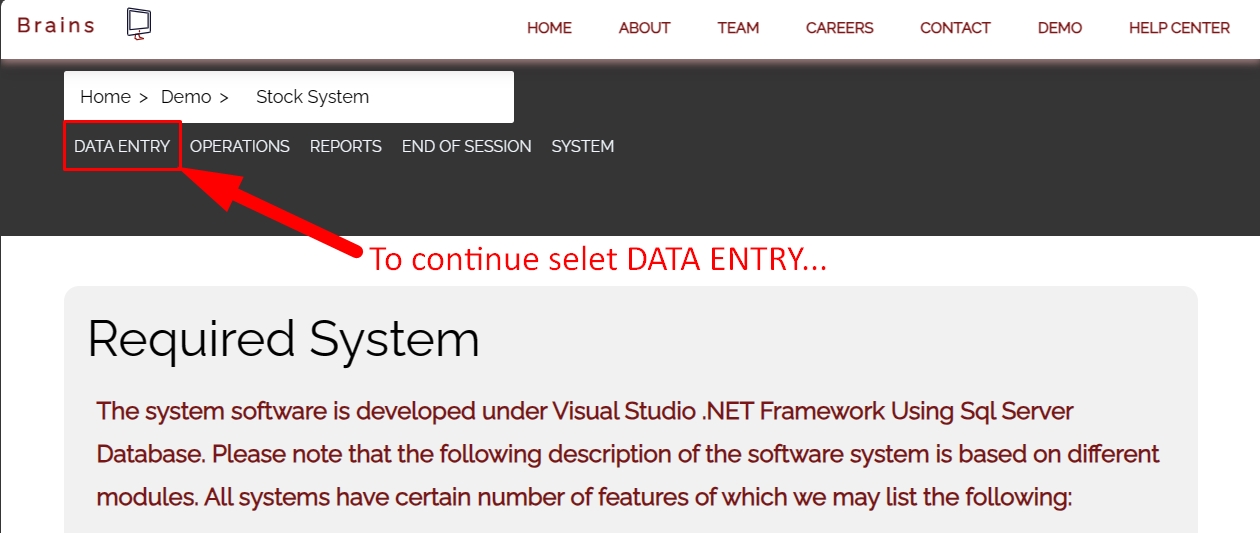 Brains
HOME ABOUT TEAM CAREERS CONTACT DEMO HELP CENTER
Home > Demo > Stock System
DATA ENTRY OPERATIONS REPORTS END OF SESSION SYSTEM
To continue selet DATA ENTRY...
Required System
The system software is developed under Visual Studio .NET Framework Using Sql Server
Database. Please note that the following description of the software system is based on different
modules. All systems have certain number of features of which we may list the following: